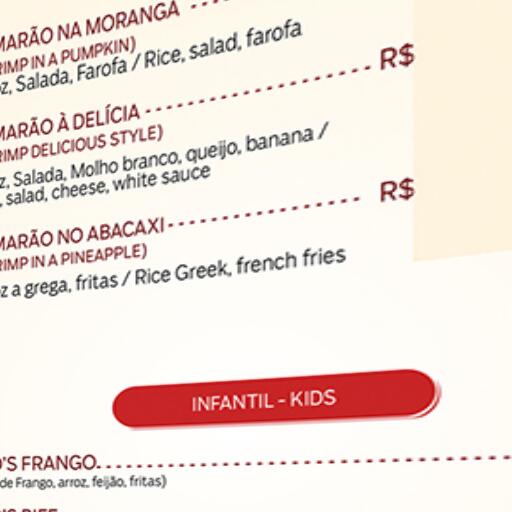 MARÃO NA MORANGA
RIMP IN A PUMPKIN)
z, Salada, Farofa / Rice, salad, farofa
R$
MARÃO À DELÍCIA
RIMP DELICIOUS STYLE)
z, Salada, Molho branco, queijo, banana /
, salad, cheese, white sauce
R$
MARÃO NO ABACAXI
RIMP IN A PINEAPPLE)
z a grega, fritas / Rice Greek, french fries
INFANTIL - KIDS
O'S FRANGO
de Frango, arroz, feijão, fritas)